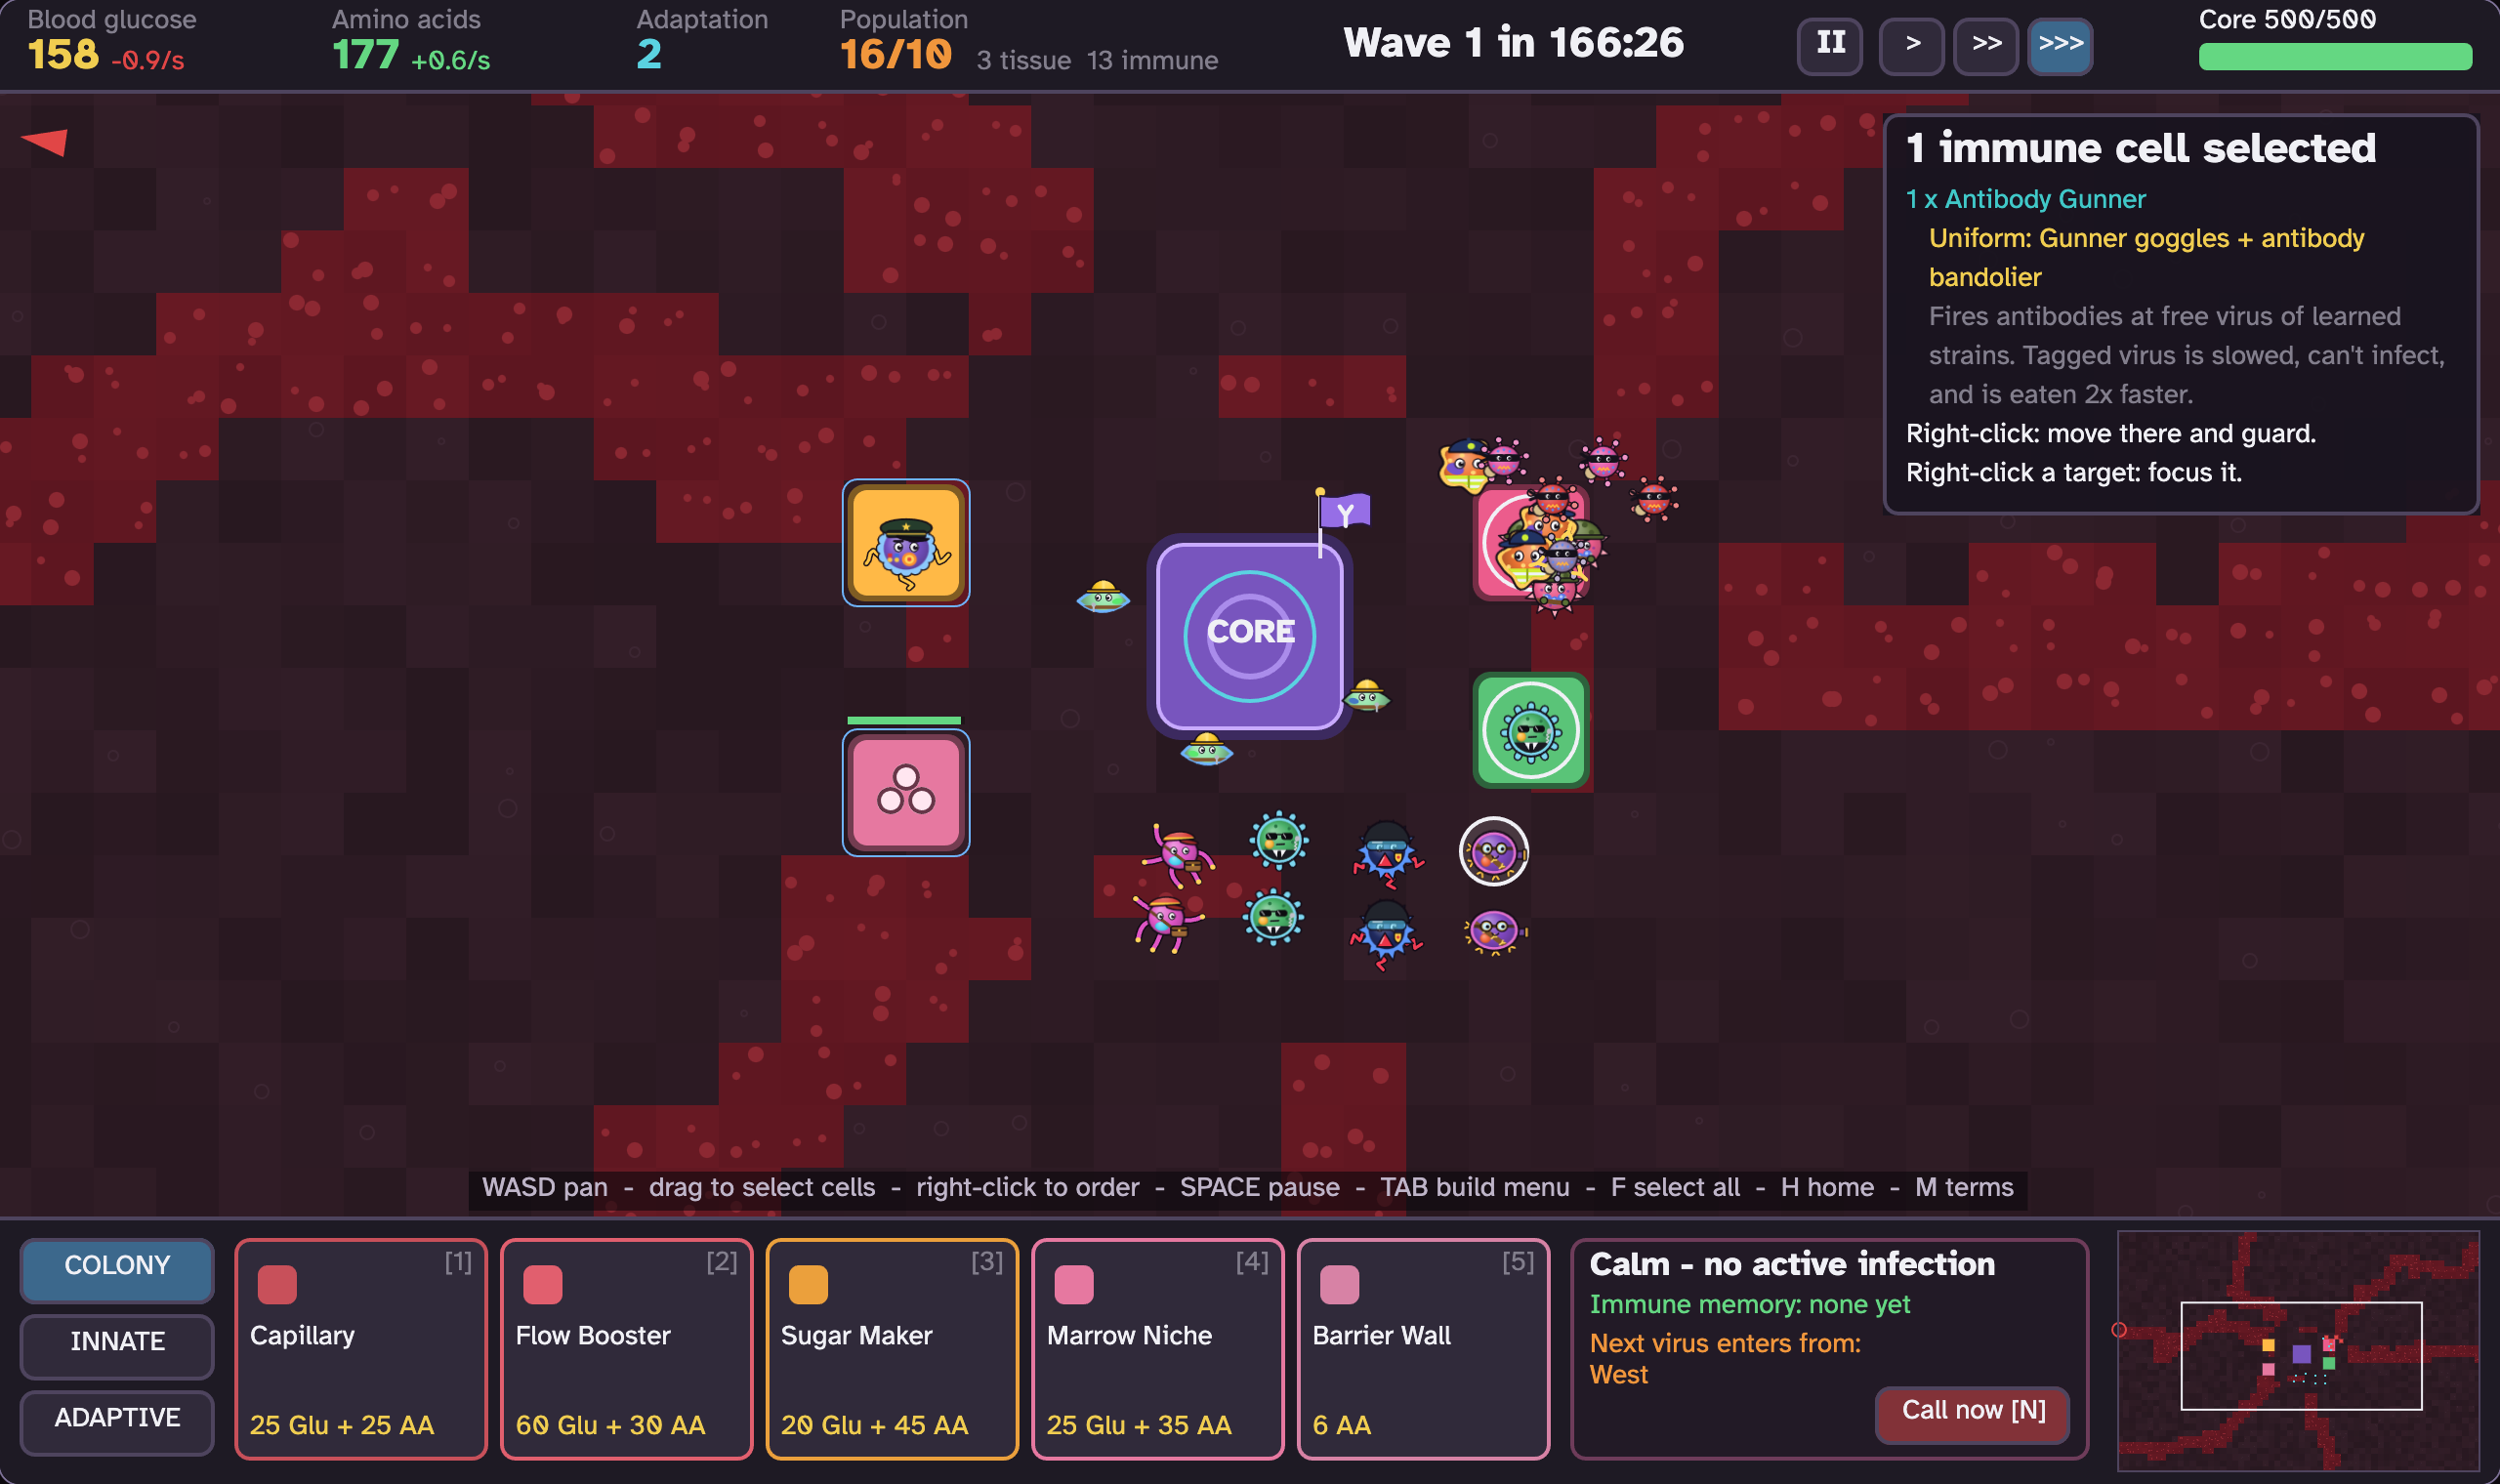 Blood glucose
158 -0.9/s
Amino acids
177 +0.6/s
Adaptation
2
Population
16/10 3 tissue 13 immune
Wave 1 in 166:26
II > >> >>>
Core 500/500
1 immune cell selected
1 x Antibody Gunner
Uniform: Gunner goggles + antibody
bandolier
Fires antibodies at free virus of learned
strains. Tagged virus is slowed, can't infect,
and is eaten 2x faster.
Right-click: move there and guard.
Right-click a target: focus it.
Y
CORE
WASD pan - drag to select cells - right-click to order - SPACE pause - TAB build menu - F select all - H home - M terms
COLONY
INNATE
ADAPTIVE
[1]
Capillary
25 Glu + 25 AA
[2]
Flow Booster
60 Glu + 30 AA
[3]
Sugar Maker
20 Glu + 45 AA
[4]
Marrow Niche
25 Glu + 35 AA
[5]
Barrier Wall
6 AA
Calm - no active infection
Immune memory: none yet
Next virus enters from:
West
Call now [N]